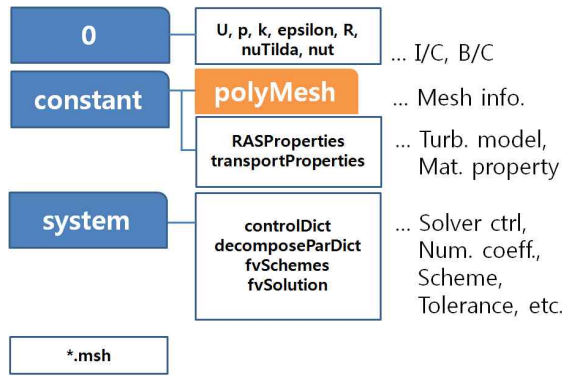 0
U, p, k, epsilon, R,
nuTilda, nut
... I/C, B/C
constant
polyMesh
... Mesh info.
RASProperties
transportProperties
... Turb. model,
Mat. property
system
controlDict
decomposeParDict
fvSchemes
fvSolution
... Solver ctrl,
Num. coeff.,
Scheme,
Tolerance, etc.
*.msh